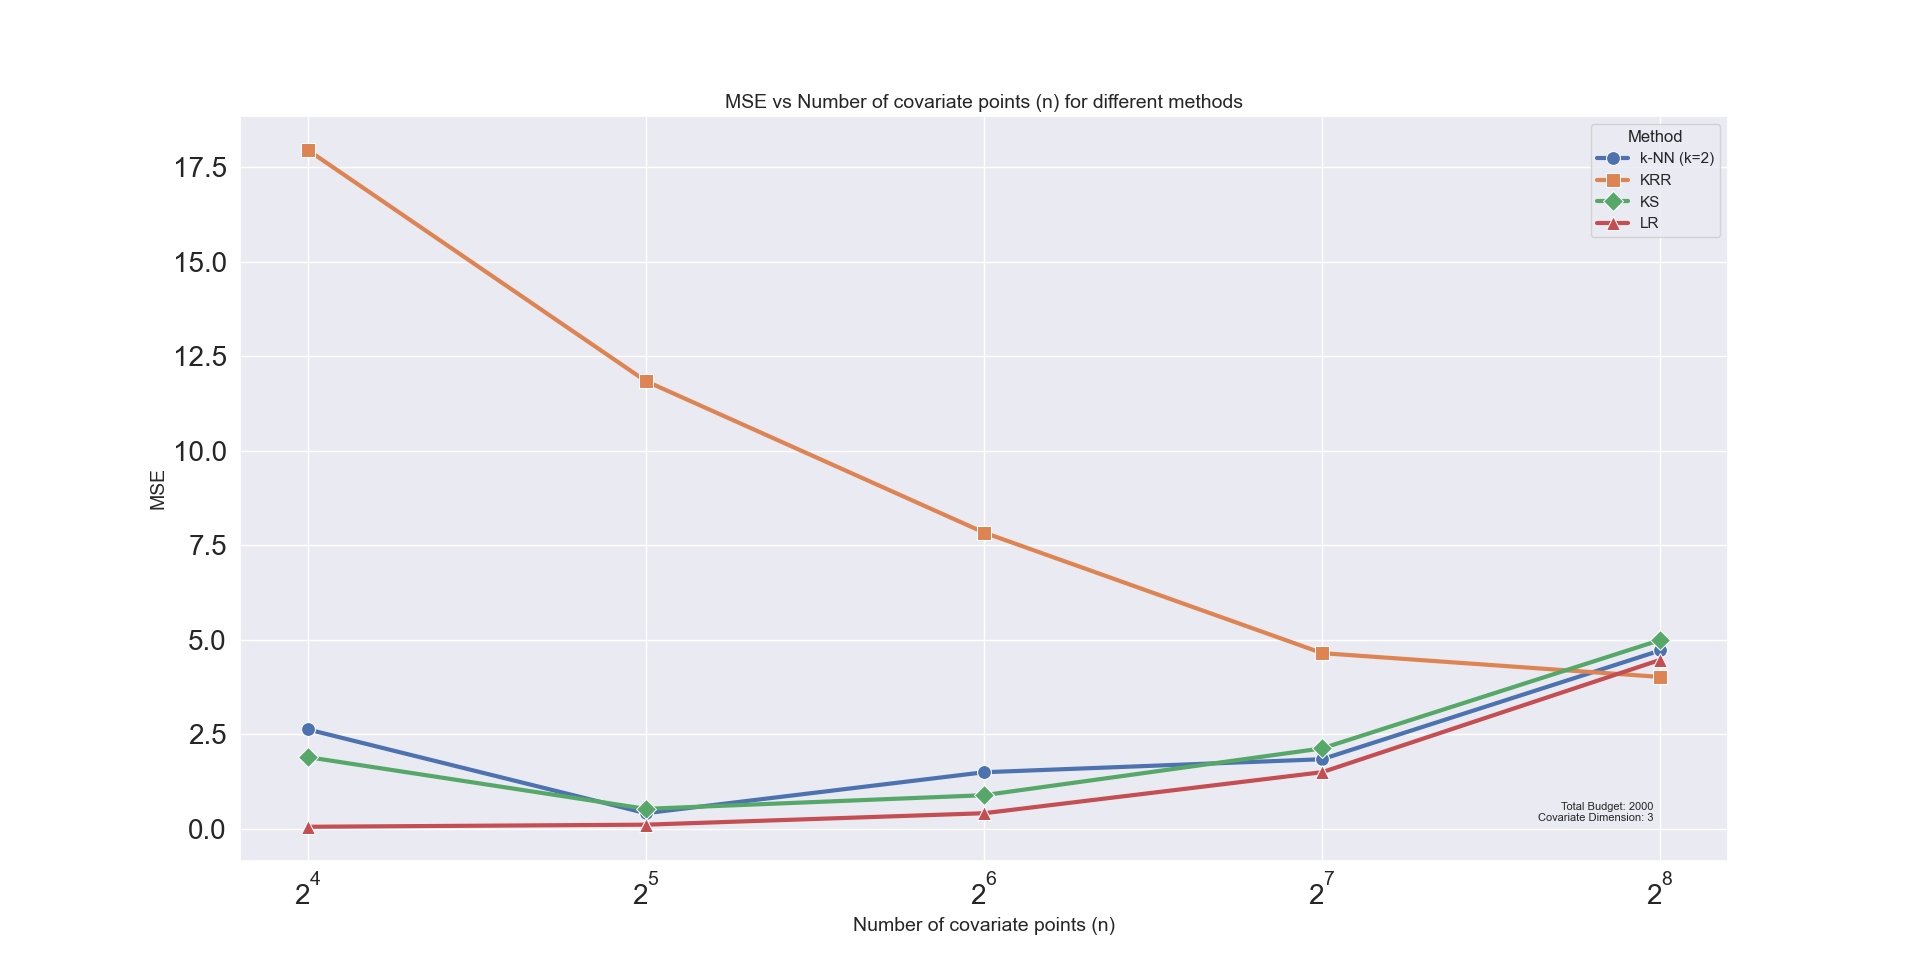 MSE vs Number of covariate points (n) for different methods
Method
k-NN (k=2)
KRR
KS
LR
17.5
15.0
12.5
10.0
7.5
5.0
2.5
0.0
MSE
Total Budget: 2000
Covariate Dimension: 3
2^4 2^5 2^6 2^7 2^8
Number of covariate points (n)